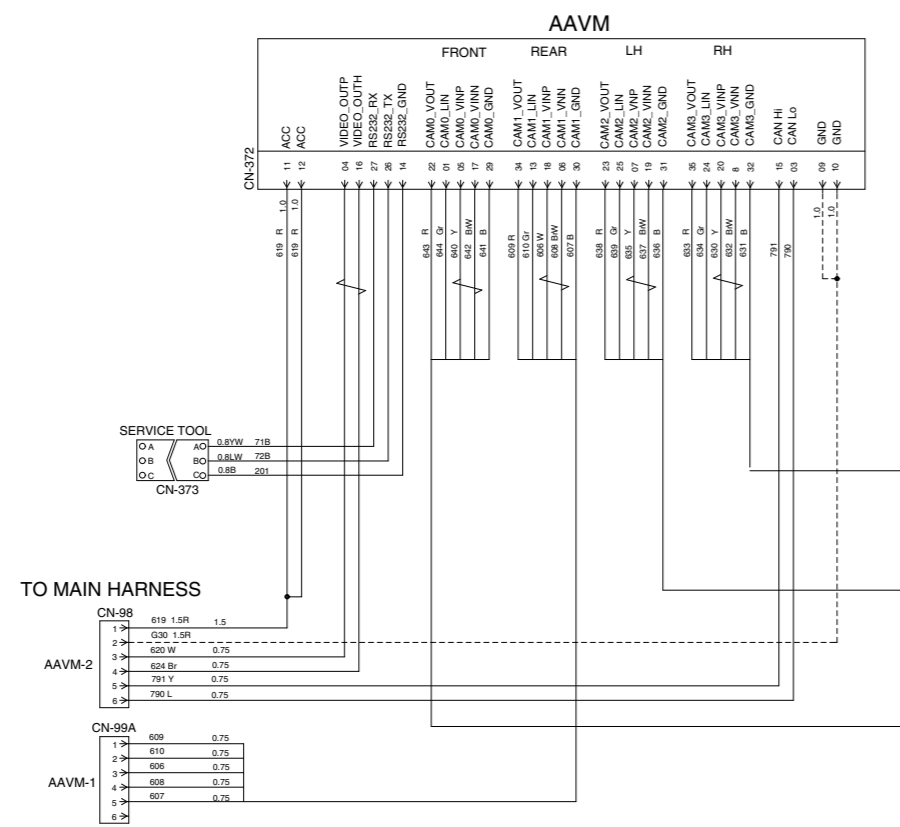 AAVM
FRONT REAR LH RH
ACC
ACC
VIDEO_OUTP
VIDEO_OUTH
RS232_RX
RS232_TX
RS232_GND
CAM0_VOUT
CAM0_LIN
CAM0_VINP
CAM0_VINN
CAM0_GND
CAM1_VOUT
CAM1_LIN
CAM1_VINP
CAM1_VNN
CAM1_GND
CAM2_VOUT
CAM2_LIN
CAM2_VNP
CAM2_VINN
CAM2_GND
CAM3_VOUT
CAM3_LIN
CAM3_VINP
CAM3_VNN
CAM3_GND
CAN Hi
CAN Lo
GND
GND
CN-372
11 12 04 16 27 26 14 22 01 05 17 29 34 13 18 06 30 23 25 07 19 31 35 24 20 8 32 15 03 09 10
619 R 1.0
619 R 1.0
643 R
644 Gr
640 Y
642 BrW
641 B
609 R
610 Gr
606 W
608 BrW
607 B
638 R
639 Gr
635 Y
637 BrW
636 B
633 R
634 Gr
630 Y
632 BrW
631 B
791
790
1.0
1.0
SERVICE TOOL
A A 0.8YW 71B
B B 0.8LW 72B
C C 0.8B 201
CN-373
TO MAIN HARNESS
CN-98
1 619 1.5R 1.5
2 G30 1.5R
3 620 W 0.75
AAVM-2
4 624 Br 0.75
5 791 Y 0.75
6 790 L 0.75
CN-99A
1 609 0.75
2 610 0.75
3 606 0.75
AAVM-1
4 608 0.75
5 607 0.75
6